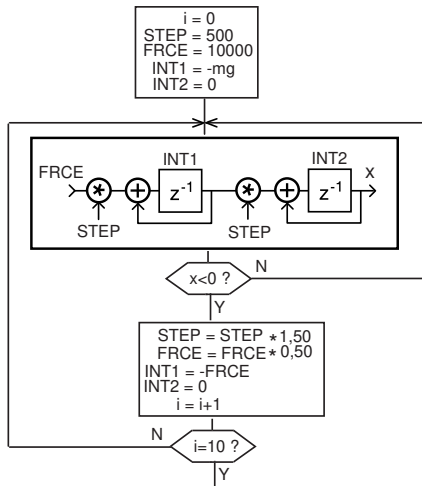 i = 0
STEP = 500
FRCE = 10000
INT1 = -mg
INT2 = 0
INT1
INT2
FRCE
x
* + z⁻¹ * + z⁻¹
STEP
STEP
x<0 ?
N
Y
STEP = STEP * 1,50
FRCE = FRCE * 0,50
INT1 = -FRCE
INT2 = 0
i = i+1
N
i=10 ?
Y